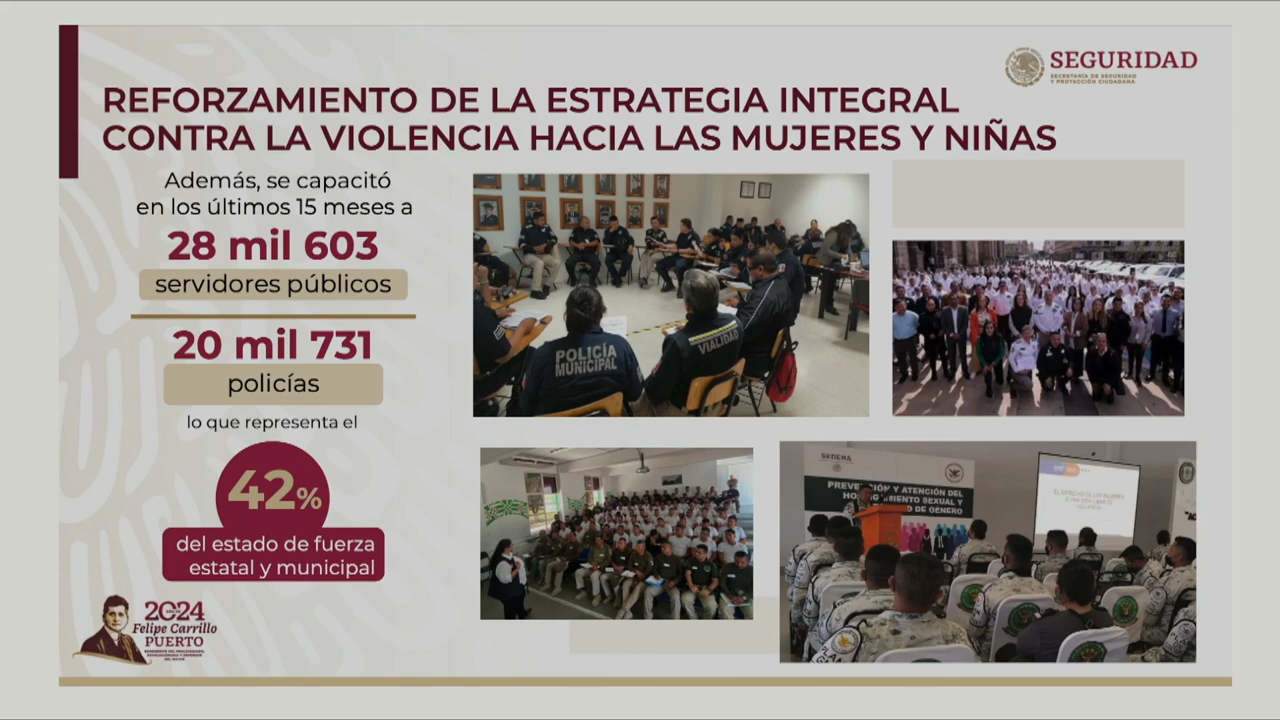 SEGURIDAD
SECRETARÍA DE SEGURIDAD
Y PROTECCIÓN CIUDADANA
REFORZAMIENTO DE LA ESTRATEGIA INTEGRAL
CONTRA LA VIOLENCIA HACIA LAS MUJERES Y NIÑAS
Además, se capacitó
en los últimos 15 meses a
28 mil 603
servidores públicos
20 mil 731
policías
lo que representa el
42%
del estado de fuerza
estatal y municipal
2024
Felipe Carrillo
PUERTO
POLICÍA
MUNICIPAL
VIALIDAD
SEDENA
PREVENCIÓN Y ATENCIÓN DEL
SEXUAL Y
DE GÉNERO